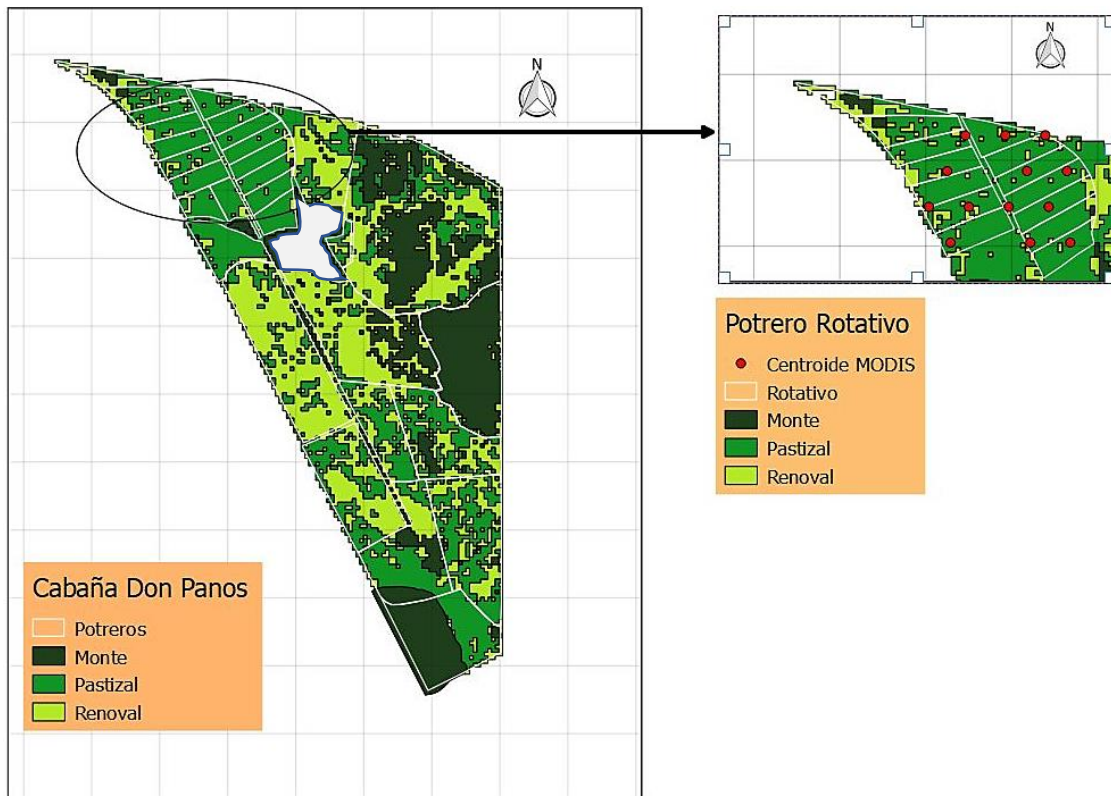 N
Cabaña Don Panos
Potreros
Monte
Pastizal
Renoval
N
Potrero Rotativo
Centroide MODIS
Rotativo
Monte
Pastizal
Renoval